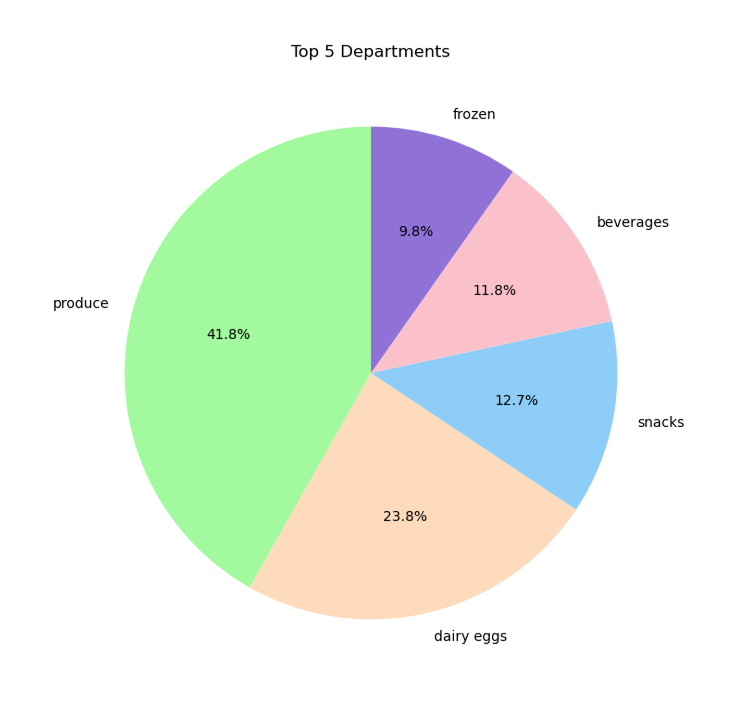 Top 5 Departments
frozen
9.8%
beverages
11.8%
produce
41.8%
12.7%
snacks
23.8%
dairy eggs